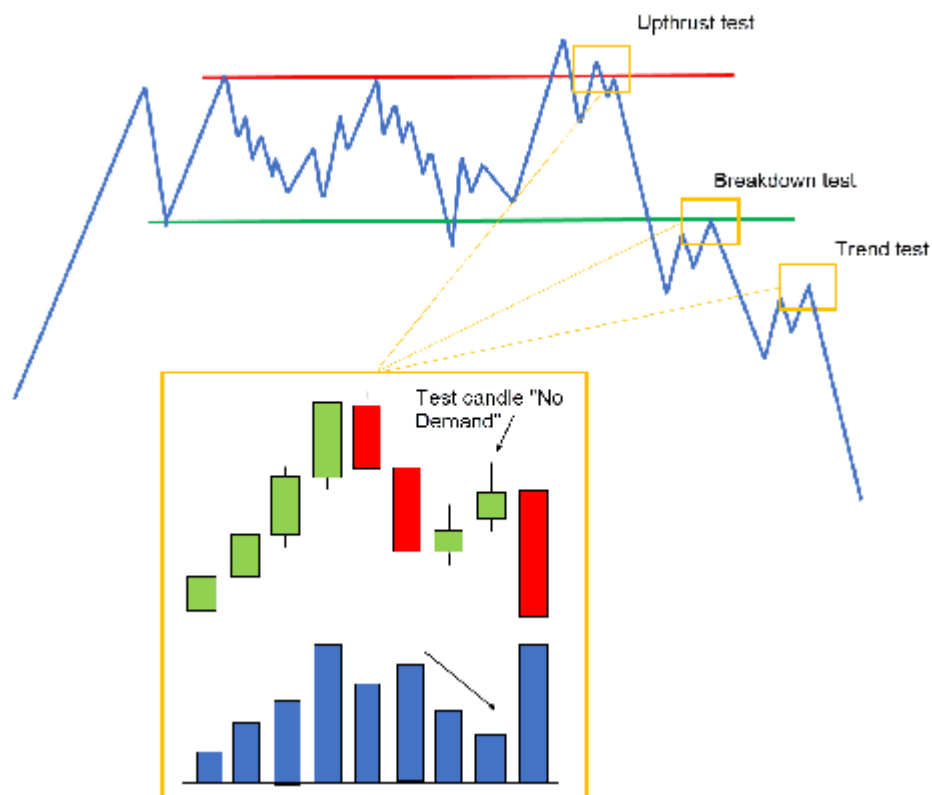 Upthrust test
Breakdown test
Trend test
Test candle "No
Demand"